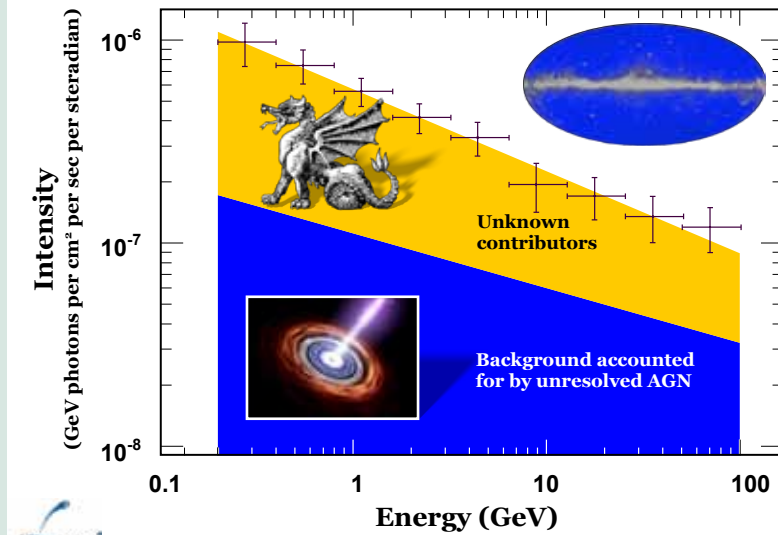 Intensity
(GeV photons per cm² per sec per steradian)
10⁻⁶
10⁻⁷
10⁻⁸
Unknown
contributors
Background accounted
for by unresolved AGN
0.1
1
10
100
Energy (GeV)